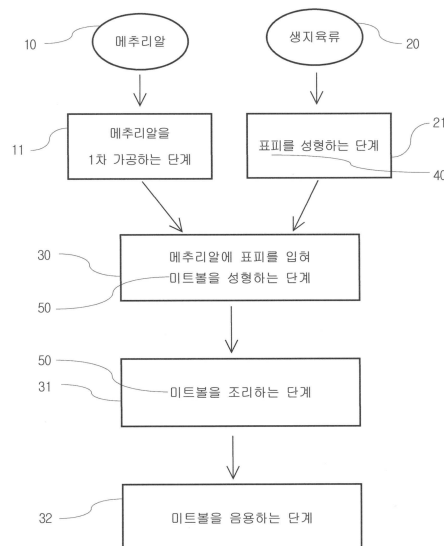 10
메추리알
생지육류
20
11
메추리알을
1차 가공하는 단계
표피를 성형하는 단계
21
40
30
메추리알에 표피를 입혀
미트볼을 성형하는 단계
50
50
31
미트볼을 조리하는 단계
32
미트볼을 음용하는 단계